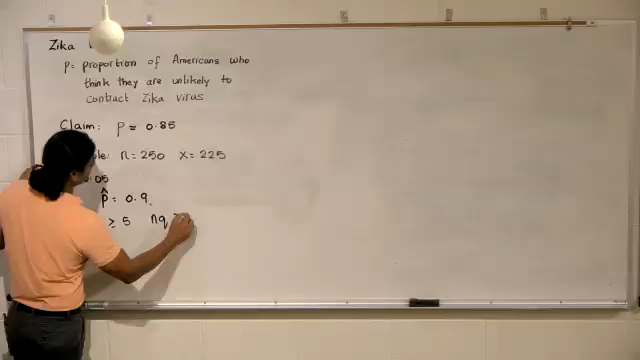 Zika
p = proportion of Americans who
think they are unlikely to
contract Zika virus
Claim: p = 0.85
n = 250 x = 225
05
p̂ = 0.9
≥ 5 nq